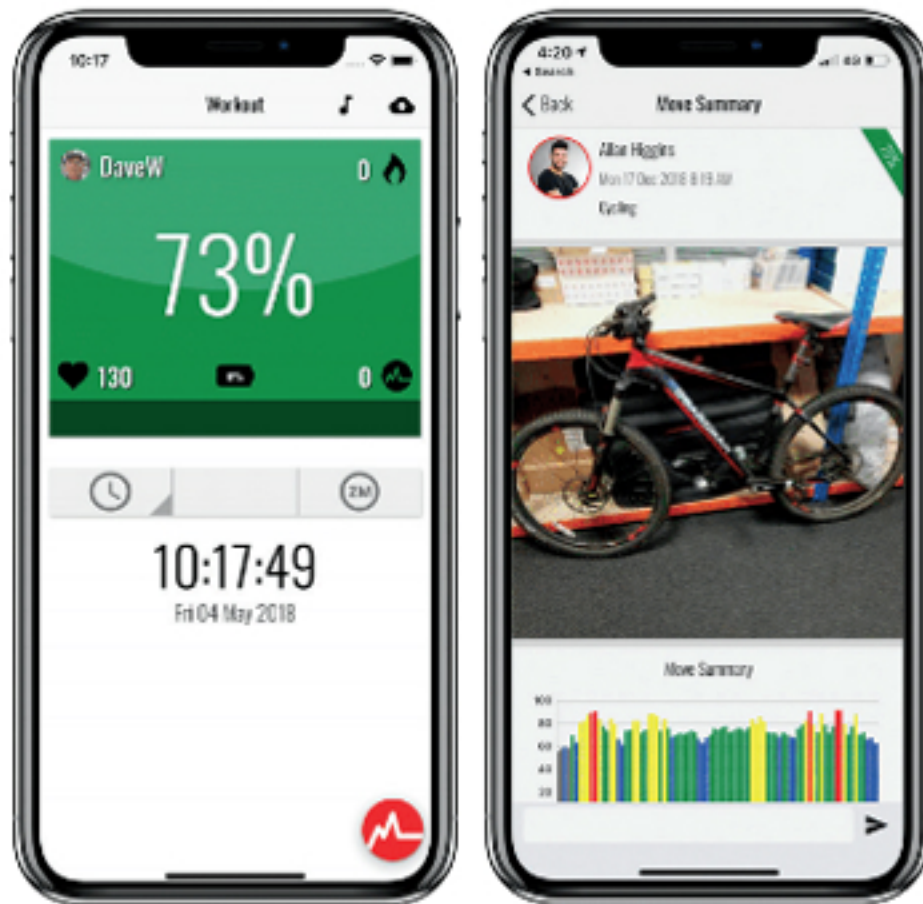 10:17
Workout
DaveW 0
73%
130 0
2M
10:17:49
Fri 04 May 2018
4:20
Search
4G
Back Move Summary
Allan Higgins
Mon 17 Dec 2018 8:19 AM
Cycling
Move Summary
100
80
60
40
20